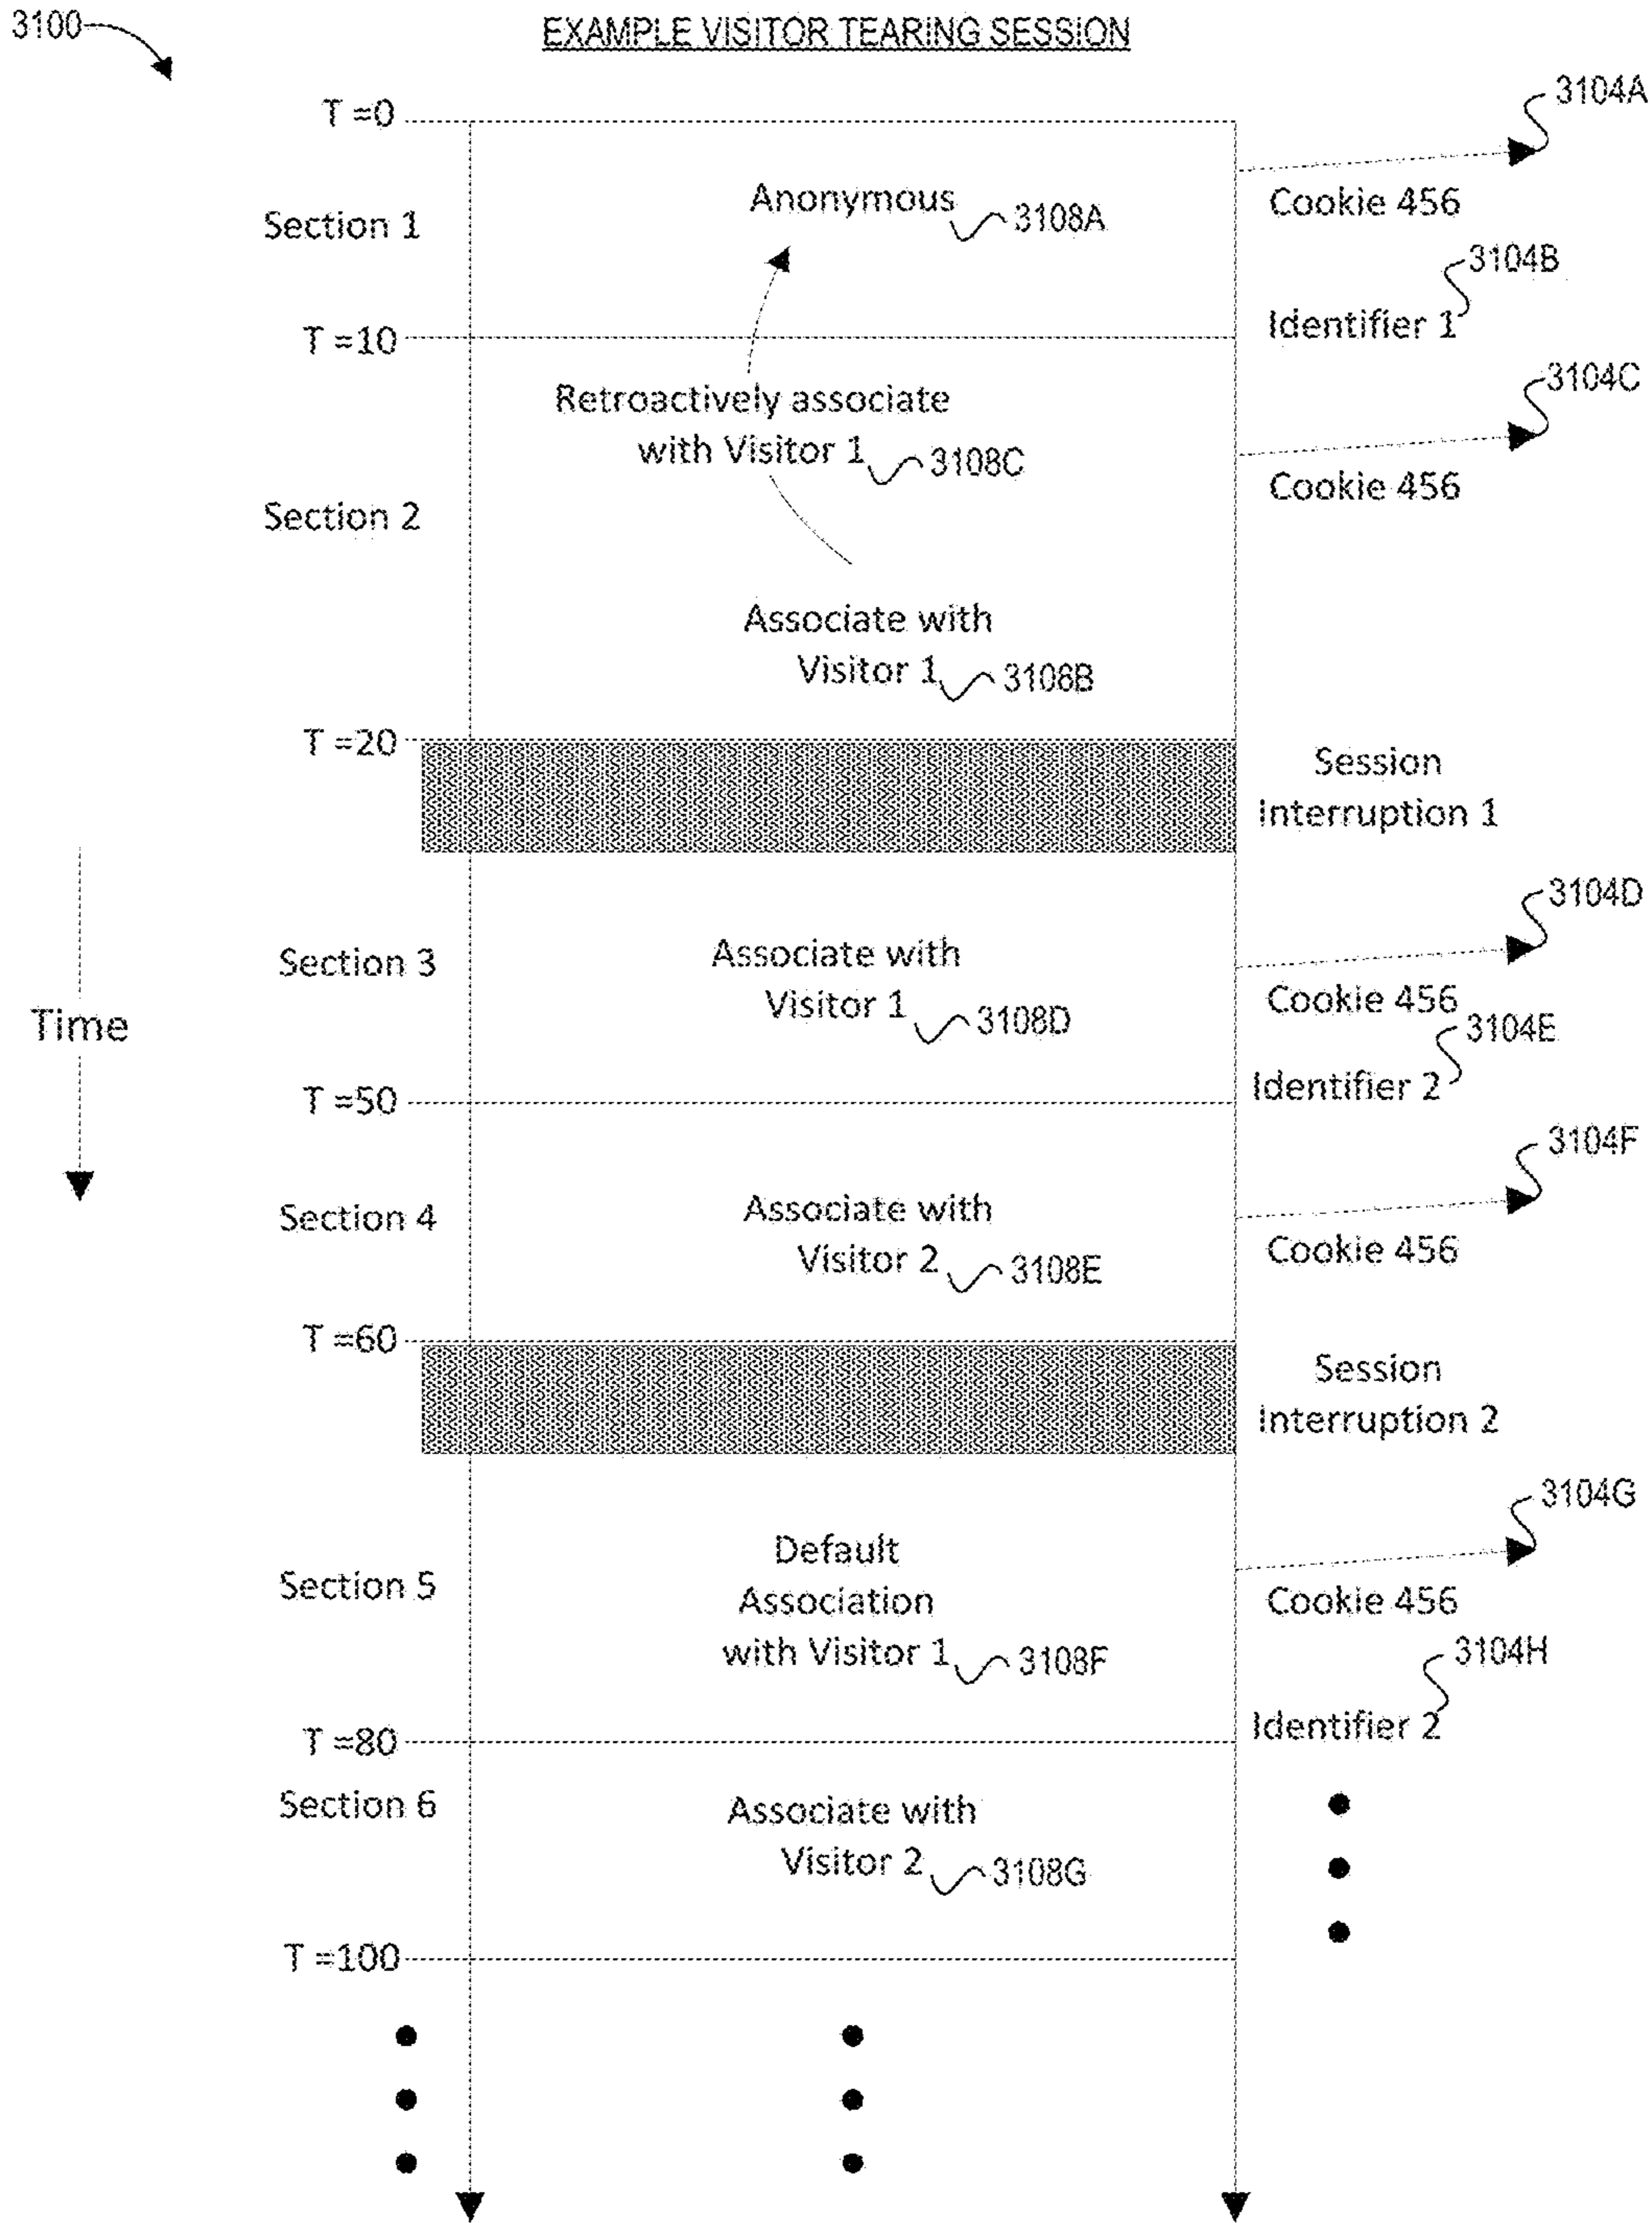 3100
EXAMPLE VISITOR TEARING SESSION
T =0
3104A
Anonymous
3108A
Cookie 456
Section 1
3104B
Identifier 1
T =10
3104C
Retroactively associate
with Visitor 1
3108C
Cookie 456
Section 2
Associate with
Visitor 1
3108B
T =20
Session
Interruption 1
3104D
Section 3
Associate with
Visitor 1
3108D
Cookie 456
Time
3104E
Identifier 2
T =50
3104F
Section 4
Associate with
Visitor 2
3108E
Cookie 456
T =60
Session
Interruption 2
3104G
Section 5
Default
Association
with Visitor 1
3108F
Cookie 456
3104H
Identifier 2
T =80
Section 6
Associate with
Visitor 2
3108G
T =100